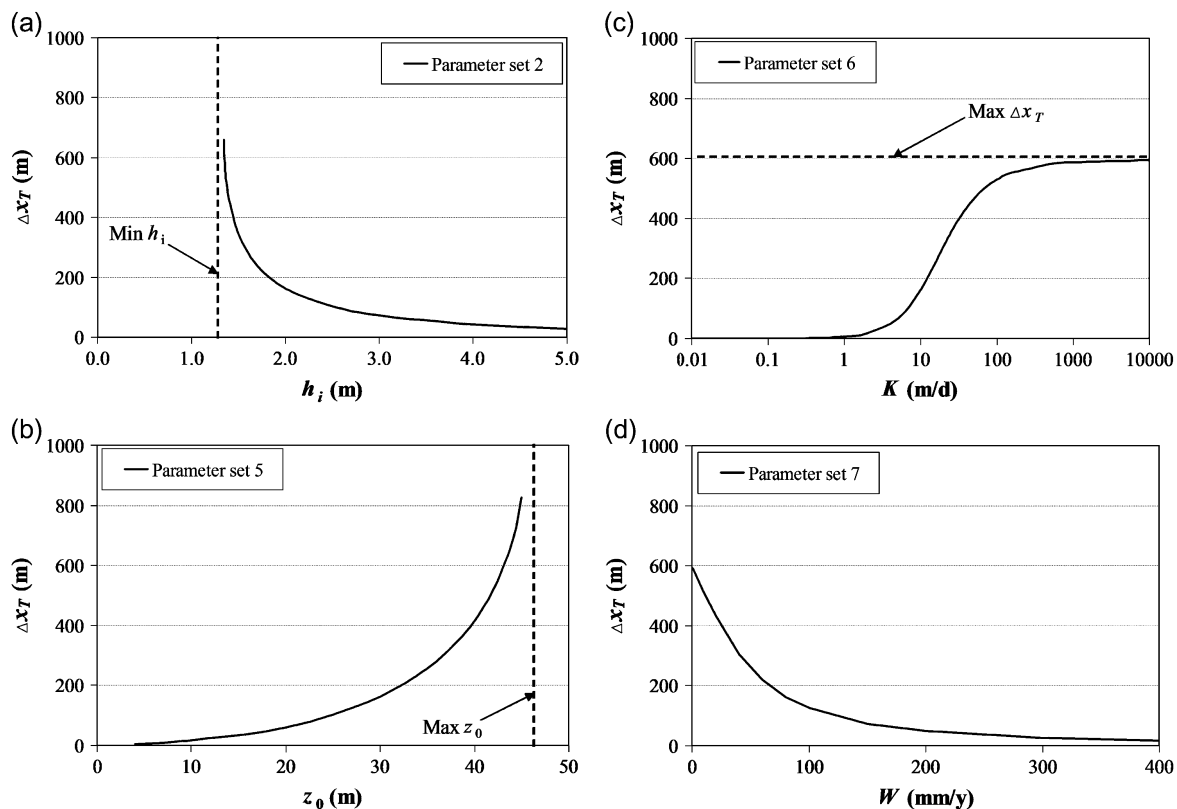 (a)
1000
800
600
400
200
0
Δx_T (m)
Parameter set 2
Min h_i
0.0 1.0 2.0 3.0 4.0 5.0
h_i (m)
(c)
1000
800
600
400
200
0
Δx_T (m)
Parameter set 6
Max Δx_T
0.01 0.1 1 10 100 1000 10000
K (m/d)
(b)
1000
800
600
400
200
0
Δx_T (m)
Parameter set 5
Max z_0
0 10 20 30 40 50
z_0 (m)
(d)
1000
800
600
400
200
0
Δx_T (m)
Parameter set 7
0 100 200 300 400
W (mm/y)